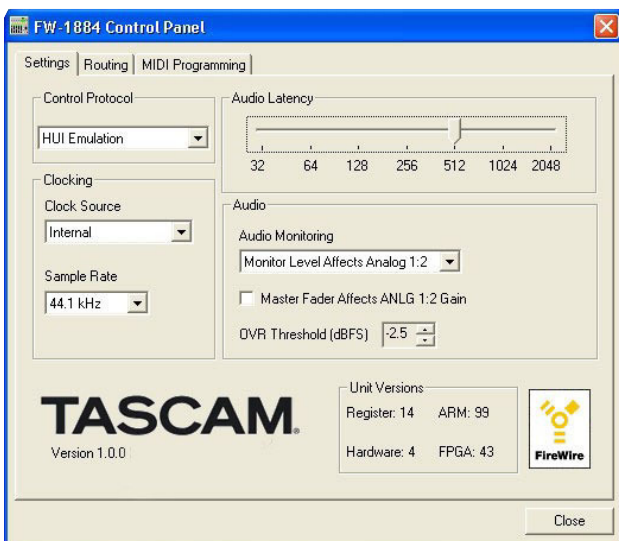 FW-1884 Control Panel
Settings Routing MIDI Programming
Control Protocol
HUI Emulation
Audio Latency
32 64 128 256 512 1024 2048
Clocking
Clock Source
Internal
Sample Rate
44.1 kHz
Audio
Audio Monitoring
Monitor Level Affects Analog 1:2
Master Fader Affects ANLG 1:2 Gain
OVR Threshold (dBFS) -2.5
TASCAM.
Version 1.0.0
Unit Versions
Register: 14 ARM: 99
Hardware: 4 FPGA: 43
FireWire
Close